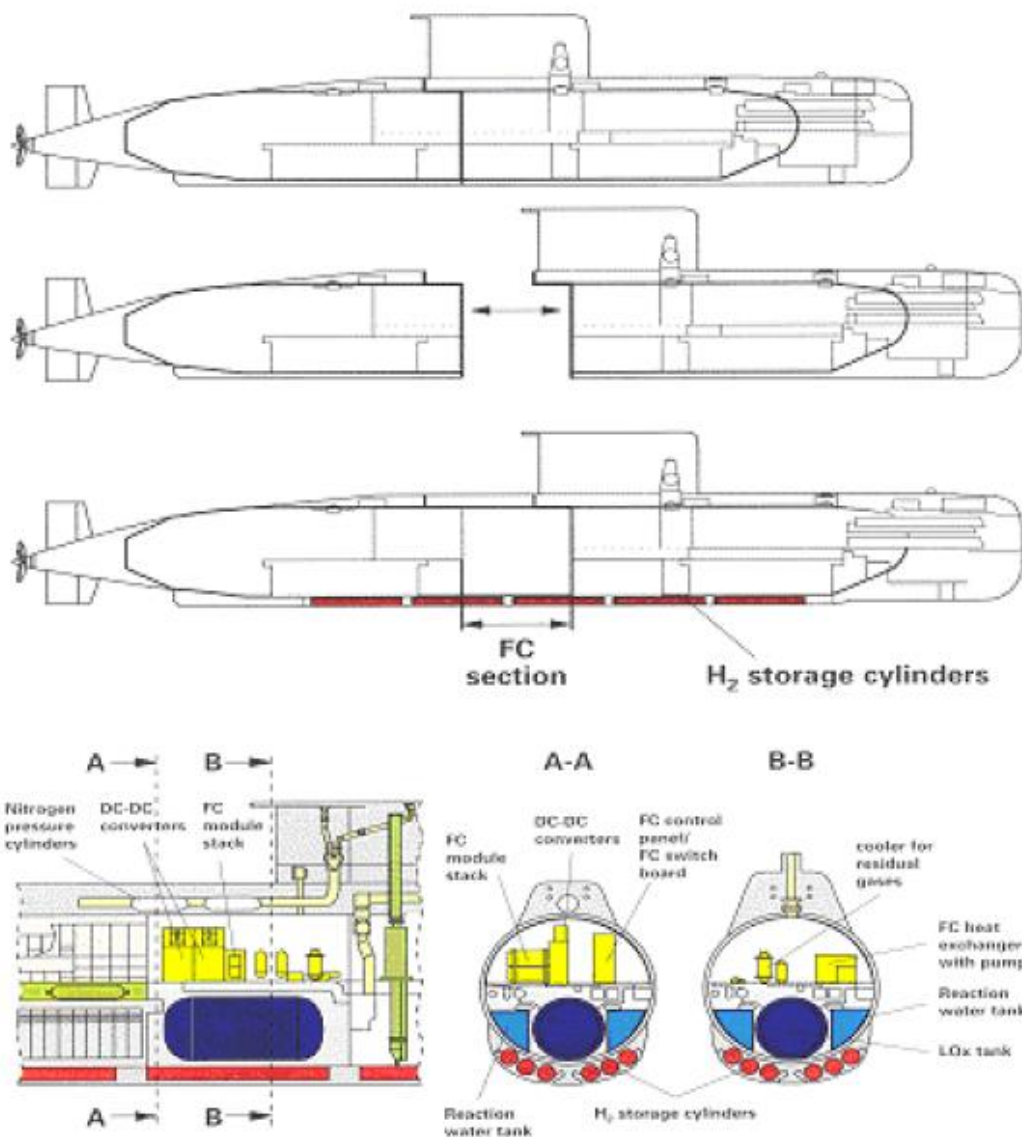 FC
section
H₂ storage cylinders
A
B
A-A
B-B
Nitrogen
pressure
cylinders
DC-DC
converters
FC
module
stack
FC
module
stack
DC-DC
converters
FC control
panel/
FC switch
board
cooler for
residual
gases
FC heat
exchanger
with pump
Reaction
water tank
LOx tank
A
B
Reaction
water tank
H₂ storage cylinders